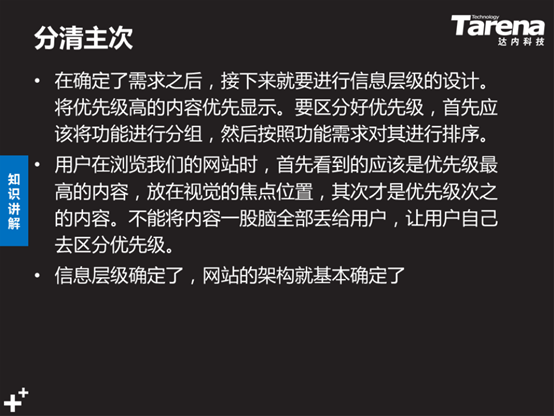 分清主次
Technology
Tarena
达内科技
• 在确定了需求之后，接下来就要进行信息层级的设计。
将优先级高的内容优先显示。要区分好优先级，首先应
该将功能进行分组，然后按照功能需求对其进行排序。
• 用户在浏览我们的网站时，首先看到的应该是优先级最
高的内容，放在视觉的焦点位置，其次才是优先级次之
的内容。不能将内容一股脑全部丢给用户，让用户自己
去区分优先级。
• 信息层级确定了，网站的架构就基本确定了
知识讲解